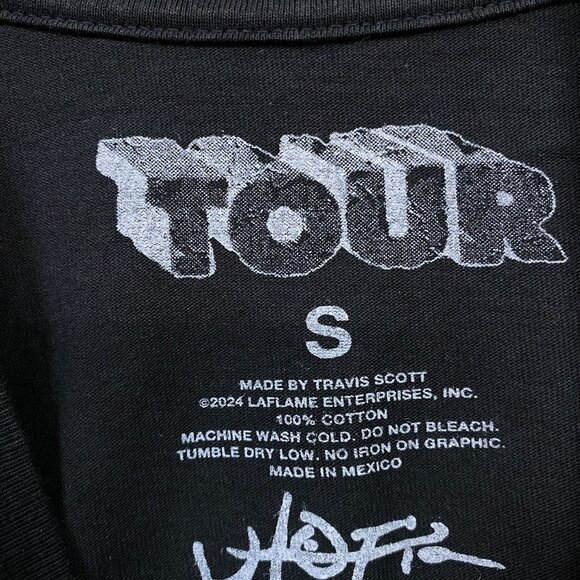 TOUR
S
MADE BY TRAVIS SCOTT
©2024 LAFLAME ENTERPRISES, INC.
100% COTTON
MACHINE WASH COLD. DO NOT BLEACH.
TUMBLE DRY LOW. NO IRON ON GRAPHIC.
MADE IN MEXICO